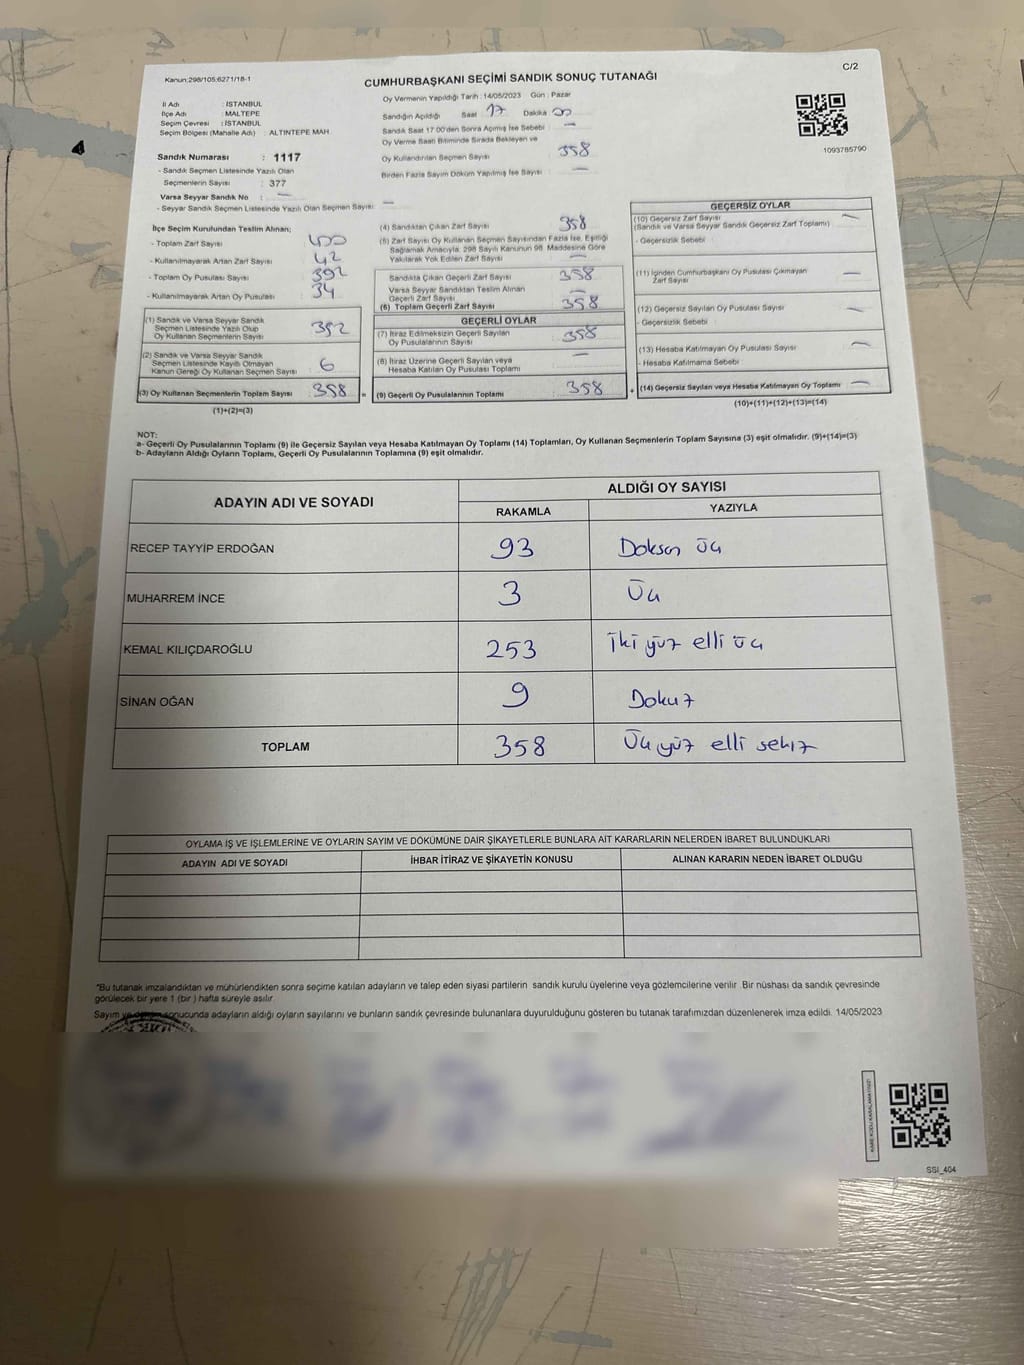 Kanun:298/105;6271/18-1
C/2
CUMHURBAŞKANI SEÇİMİ SANDIK SONUÇ TUTANAĞI
İl Adı : İSTANBUL
İlçe Adı : MALTEPE
Seçim Çevresi : İSTANBUL
Seçim Bölgesi (Mahalle Adı) : ALTINTEPE MAH.
Sandık Numarası : 1117
- Sandık Seçmen Listesinde Yazılı Olan
Seçmenlerin Sayısı : 377
Varsa Seyyar Sandık No : —
- Seyyar Sandık Seçmen Listesinde Yazılı Olan Seçmen Sayısı: —
Oy Vermenin Yapıldığı Tarih : 14/05/2023 Gün : Pazar
Sandığın Açıldığı Saat 17 Dakika 00
Sandık Saat 17.00'den Sonra Açımış İse Sebebi : —
Oy Verme Saati Bitiminde Sırada Bekleyen ve
Oy Kullandırılan Seçmen Sayısı : 358
Birden Fazla Sayım Döküm Yapılmış İse Sayısı : —
1093785790
İlçe Seçim Kurulundan Teslim Alınan;
- Toplam Zarf Sayısı : 400
- Kullanılmayarak Artan Zarf Sayısı : 42
- Toplam Oy Pusulası Sayısı : 392
- Kullanılmayarak Artan Oy Pusulası : 34
(1) Sandık ve Varsa Seyyar Sandık
Seçmen Listesinde Yazılı Olup
Oy Kullanan Seçmenlerin Sayısı : 352
(2) Sandık ve Varsa Seyyar Sandık
Seçmen Listesinde Kayıtlı Olmayan
Kanun Gereği Oy Kullanan Seçmen Sayısı : 6
(3) Oy Kullanan Seçmenlerin Toplam Sayısı : 358 =
(1)+(2)=(3)
(4) Sandıktan Çıkan Zarf Sayısı : 358
(5) Zarf Sayısı Oy Kullanan Seçmen Sayısından Fazla İse, Eşitliği
Sağlamak Amacıyla; 298 Sayılı Kanunun 98. Maddesine Göre
Yakılarak Yok Edilen Zarf Sayısı : —
Sandıkta Çıkan Geçerli Zarf Sayısı : 358
Varsa Seyyar Sandıktan Teslim Alınan
Geçerli Zarf Sayısı : —
(6) Toplam Geçerli Zarf Sayısı : 358
GEÇERLİ OYLAR
(7) İtiraz Edilmeksizin Geçerli Sayılan
Oy Pusulasının Sayısı : 358
(8) İtiraz Üzerine Geçerli Sayılan veya
Hesaba Katılan Oy Pusulası Toplamı : —
(9) Geçerli Oy Pusulalarının Toplamı : 358 +
GEÇERSİZ OYLAR
(10) Geçersiz Zarf Sayısı : —
(Sandık ve Varsa Seyyar Sandık Geçersiz Zarf Toplamı)
- Geçersizlik Sebebi :
(11) İçinden Cumhurbaşkanı Oy Pusulası Çıkmayan
Zarf Sayısı : —
(12) Geçersiz Sayılan Oy Pusulası Sayısı : —
- Geçersizlik Sebebi :
(13) Hesaba Katılmayan Oy Pusulası Sayısı : —
- Hesaba Katılmama Sebebi :
(14) Geçersiz Sayılan veya Hesaba Katılmayan Oy Toplamı : —
(10)+(11)+(12)+(13)=(14)
NOT:
a- Geçerli Oy Pusulalarının Toplamı (9) ile Geçersiz Sayılan veya Hesaba Katılmayan Oy Toplamı (14) Toplamları, Oy Kullanan Seçmenlerin Toplam Sayısına (3) eşit olmalıdır. (9)+(14)=(3)
b- Adayların Aldığı Oyların Toplamı, Geçerli Oy Pusulalarının Toplamına (9) eşit olmalıdır.
ADAYIN ADI VE SOYADI ALDIĞI OY SAYISI
RAKAMLA YAZIYLA
RECEP TAYYİP ERDOĞAN 93 Doksan üç
MUHARREM İNCE 3 Üç
KEMAL KILIÇDAROĞLU 253 İki yüz elli üç
SİNAN OĞAN 9 Dokuz
TOPLAM 358 Üç yüz elli sekiz
OYLAMA İŞ VE İŞLEMLERİNE VE OYLARIN SAYIM VE DÖKÜMÜNE DAİR ŞİKAYETLERLE BUNLARA AİT KARARLARIN NELERDEN İBARET BULUNDUKLARI
ADAYIN ADI VE SOYADI İHBAR İTİRAZ VE ŞİKAYETİN KONUSU ALINAN KARARIN NEDEN İBARET OLDUĞU
"Bu tutanak imzalandıktan ve mühürlendikten sonra seçime katılan adayların ve talep eden siyasi partilerin sandık kurulu üyelerine veya gözlemcilerine verilir .Bir nüshası da sandık çevresinde
görülecek bir yere 1 (bir ) hafta süreyle asılır.
Sayım ve döküm sonucunda adayların aldığı oyların sayılarını ve bunların sandık çevresinde bulunanlara duyurulduğunu gösteren bu tutanak tarafımızdan düzenlenerek imza edildi. 14/05/2023
SSI_404